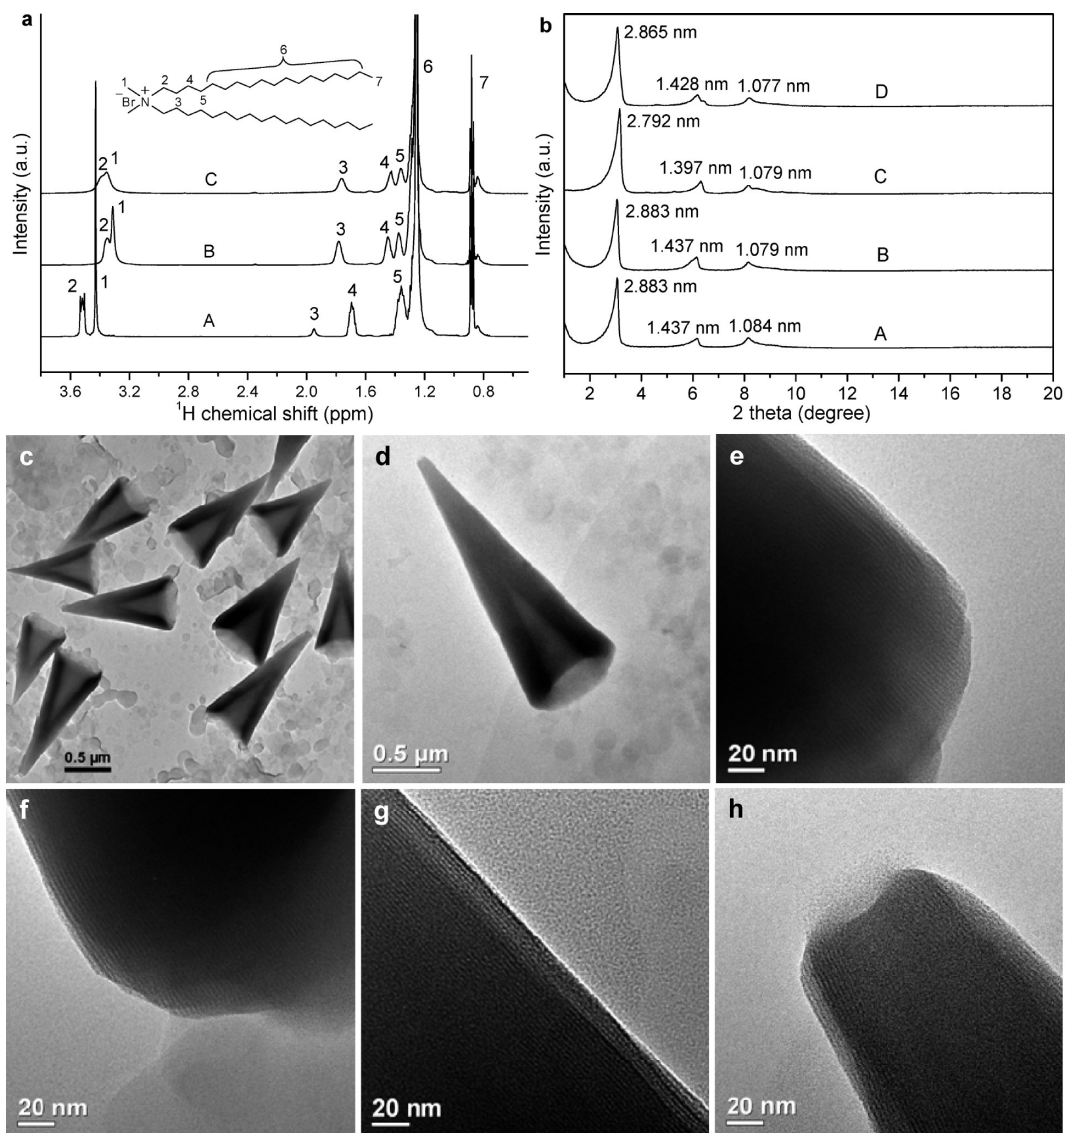 a
6
1
2
4
7
+
−
BrN
3
5
6
7
2
1
3
4
5
C
2
1
3
4
5
B
2
1
3
4
5
A
Intensity (a.u.)
3.6
3.2
2.8
2.4
2.0
1.6
1.2
0.8
¹H chemical shift (ppm)
b
2.865 nm
1.428 nm
1.077 nm
D
2.792 nm
1.397 nm
1.079 nm
C
2.883 nm
1.437 nm
1.079 nm
B
2.883 nm
1.437 nm
1.084 nm
A
Intensity (a.u.)
2
4
6
8
10
12
14
16
18
20
2 theta (degree)
c
0.5 µm
d
0.5 µm
e
20 nm
f
20 nm
g
20 nm
h
20 nm